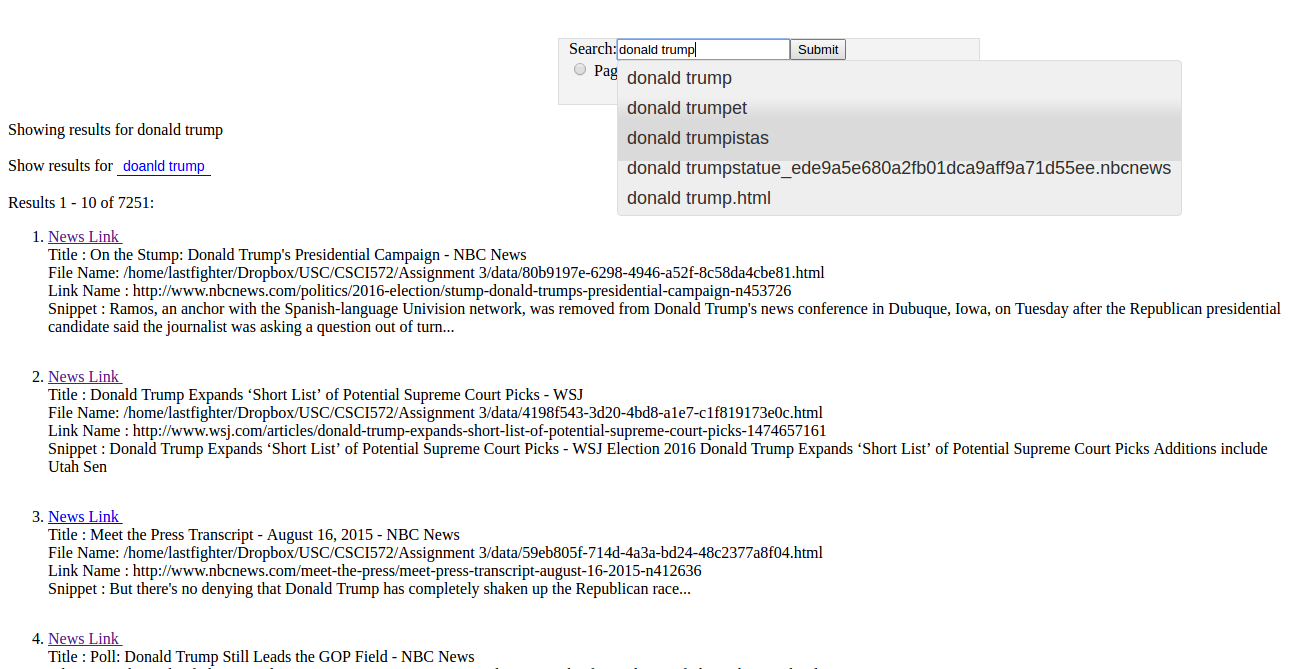 Search: donald trump Submit
Pag
donald trump
donald trumpet
donald trumpistas
donald trumpstatue_ede9a5e680a2fb01dca9aff9a71d55ee.nbcnews
donald trump.html
Showing results for donald trump
Show results for doanld trump
Results 1 - 10 of 7251:
1. News Link
Title : On the Stump: Donald Trump's Presidential Campaign - NBC News
File Name: /home/lastfighter/Dropbox/USC/CSCI572/Assignment 3/data/80b9197e-6298-4946-a52f-8c58da4cbe81.html
Link Name : http://www.nbcnews.com/politics/2016-election/stump-donald-trumps-presidential-campaign-n453726
Snippet : Ramos, an anchor with the Spanish-language Univision network, was removed from Donald Trump's news conference in Dubuque, Iowa, on Tuesday after the Republican presidential
candidate said the journalist was asking a question out of turn...
2. News Link
Title : Donald Trump Expands ‘Short List’ of Potential Supreme Court Picks - WSJ
File Name: /home/lastfighter/Dropbox/USC/CSCI572/Assignment 3/data/4198f543-3d20-4bd8-a1e7-c1f819173e0c.html
Link Name : http://www.wsj.com/articles/donald-trump-expands-short-list-of-potential-supreme-court-picks-1474657161
Snippet : Donald Trump Expands ‘Short List’ of Potential Supreme Court Picks - WSJ Election 2016 Donald Trump Expands ‘Short List’ of Potential Supreme Court Picks Additions include
Utah Sen
3. News Link
Title : Meet the Press Transcript - August 16, 2015 - NBC News
File Name: /home/lastfighter/Dropbox/USC/CSCI572/Assignment 3/data/59eb805f-714d-4a3a-bd24-48c2377a8f04.html
Link Name : http://www.nbcnews.com/meet-the-press/meet-press-transcript-august-16-2015-n412636
Snippet : But there's no denying that Donald Trump has completely shaken up the Republican race...
4. News Link
Title : Poll: Donald Trump Still Leads the GOP Field - NBC News